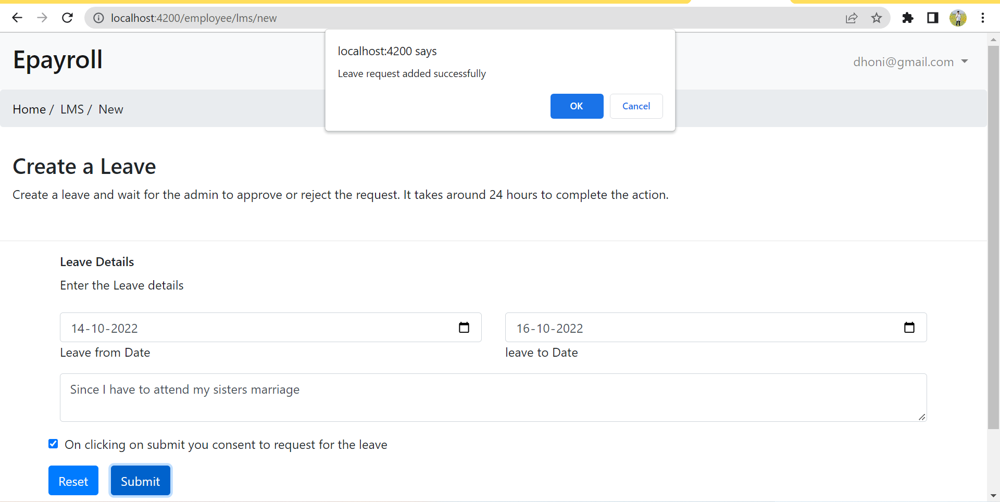 localhost:4200/employee/lms/new
localhost:4200 says
Leave request added successfully
OK Cancel
Epayroll
dhoni@gmail.com
Home / LMS / New
Create a Leave
Create a leave and wait for the admin to approve or reject the request. It takes around 24 hours to complete the action.
Leave Details
Enter the Leave details
14-10-2022 16-10-2022
Leave from Date leave to Date
Since I have to attend my sisters marriage
On clicking on submit you consent to request for the leave
Reset Submit